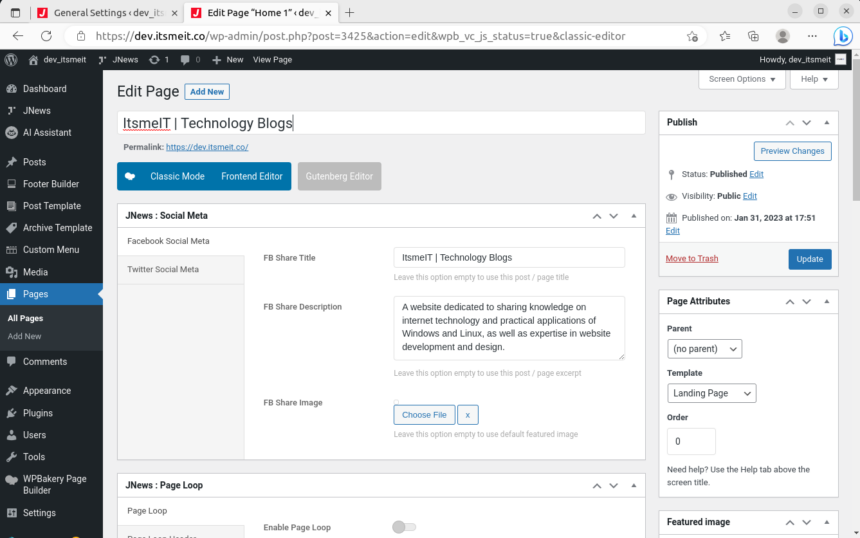 General Settings ‹ dev_its
Edit Page "Home 1" ‹ dev_
https://dev.itsmeit.co/wp-admin/post.php?post=3425&action=edit&wpb_vc_js_status=true&classic-editor
dev_itsmeit
JNews
1
0
New
View Page
Howdy, dev_itsmeit
Dashboard
JNews
AI Assistant
Posts
Footer Builder
Post Template
Archive Template
Custom Menu
Media
Pages
All Pages
Add New
Comments
Appearance
Plugins
Users
Tools
WPBakery Page
Builder
Settings
Screen Options
Help
Edit Page
Add New
ItsmeIT | Technology Blogs
Permalink: https://dev.itsmeit.co/
Classic Mode
Frontend Editor
Gutenberg Editor
JNews : Social Meta
Facebook Social Meta
Twitter Social Meta
FB Share Title
ItsmeIT | Technology Blogs
Leave this option empty to use this post / page title
FB Share Description
A website dedicated to sharing knowledge on
internet technology and practical applications of
Windows and Linux, as well as expertise in website
development and design.
Leave this option empty to use this post / page excerpt
FB Share Image
Choose File
x
Leave this option empty to use default featured image
JNews : Page Loop
Page Loop
Page Loop Header
Enable Page Loop
Publish
Preview Changes
Status: Published Edit
Visibility: Public Edit
Published on: Jan 31, 2023 at 17:51
Edit
Move to Trash
Update
Page Attributes
Parent
(no parent)
Template
Landing Page
Order
0
Need help? Use the Help tab above the
screen title.
Featured image